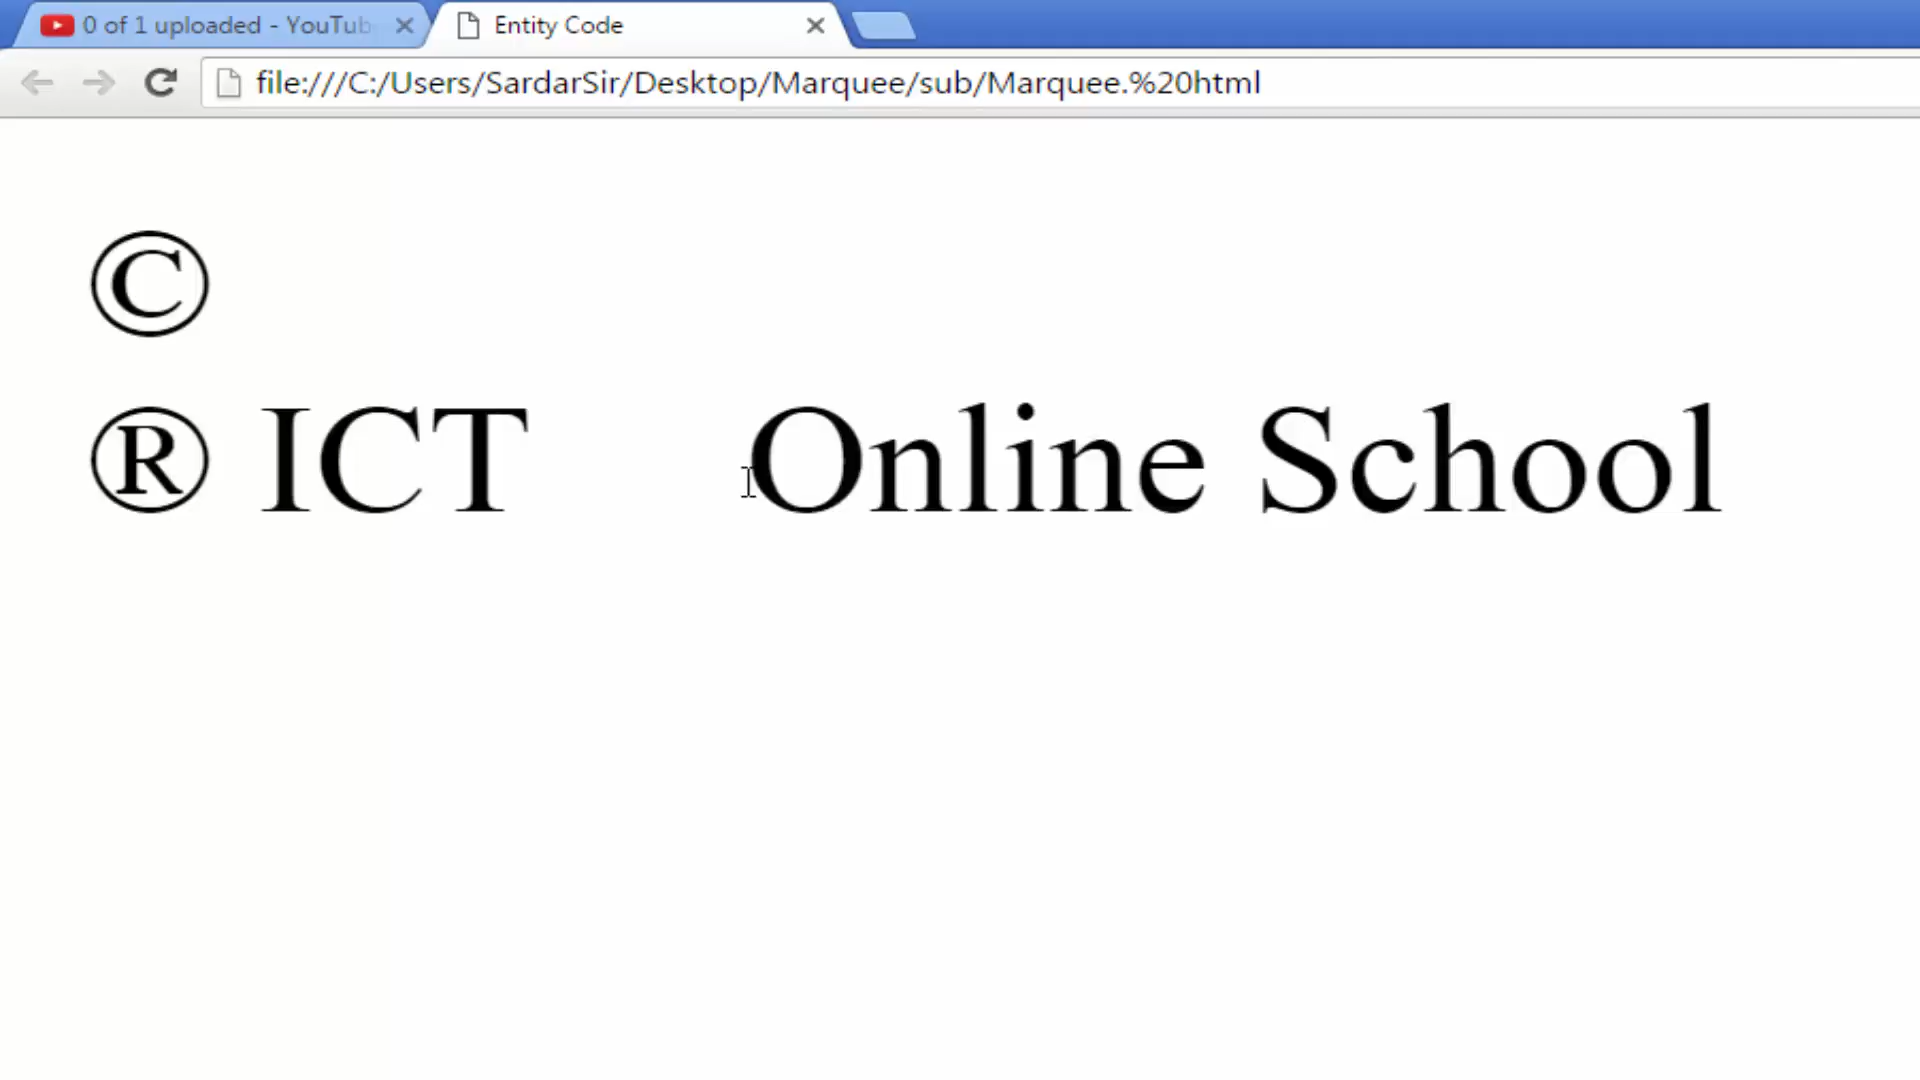 0 of 1 uploaded - YouTub
Entity Code
file:///C:/Users/SardarSir/Desktop/Marquee/sub/Marquee.%20html
©
® ICT Online School